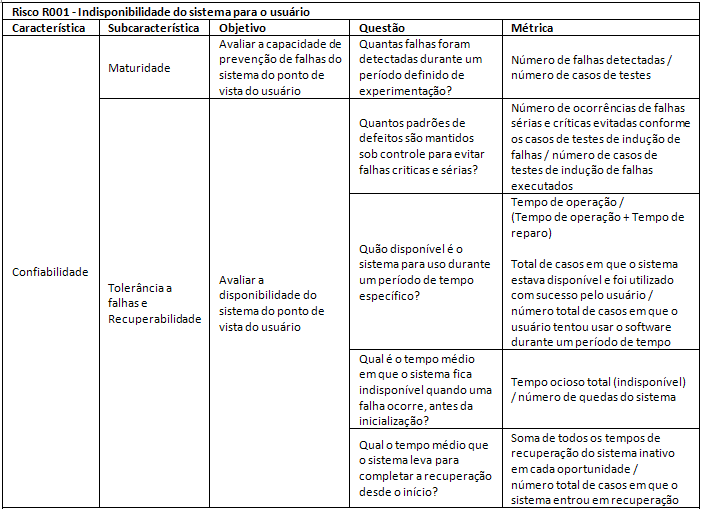 Risco R001 - Indisponibilidade do sistema para o usuário
Característica
Subcaracterística
Objetivo
Questão
Métrica
Confiabilidade
Maturidade
Avaliar a capacidade de
prevenção de falhas do
sistema do ponto de
vista do usuário
Quantas falhas foram
detectadas durante um
período definido de
experimentação?
Número de falhas detectadas /
número de casos de testes
Tolerância a
falhas e
Recuperabilidade
Avaliar a
disponibilidade do
sistema do ponto de
vista do usuário
Quantos padrões de
defeitos são mantidos
sob controle para evitar
falhas criticas e sérias?
Número de ocorrências de falhas
sérias e críticas evitadas conforme
os casos de testes de indução de
falhas / número de casos de
testes de indução de falhas
executados
Quão disponível é o
sistema para uso durante
um período de tempo
específico?
Tempo de operação /
(Tempo de operação + Tempo de
reparo)
Total de casos em que o sistema
estava disponível e foi utilizado
com sucesso pelo usuário /
número total de casos em que o
usuário tentou usar o software
durante um período de tempo
Qual é o tempo médio
em que o sistema fica
indisponível quando uma
falha ocorre, antes da
inicialização?
Tempo ocioso total (indisponível)
/ número de quedas do sistema
Qual o tempo médio que
o sistema leva para
completar a recuperação
desde o início?
Soma de todos os tempos de
recuperação do sistema inativo
em cada oportunidade /
número total de casos em que o
sistema entrou em recuperação